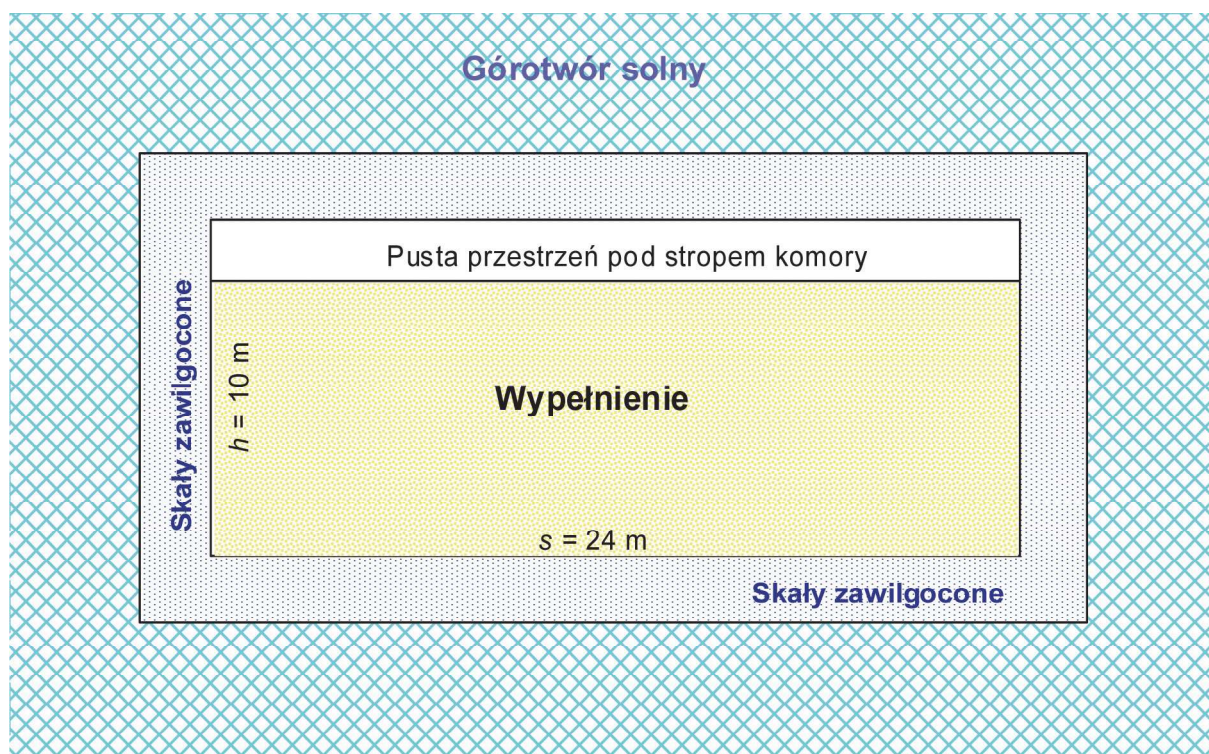 Górotwór solny
Pusta przestrzeń pod stropem komory
Skały zawilgocone
h = 10 m
Wypełnienie
s = 24 m
Skały zawilgocone